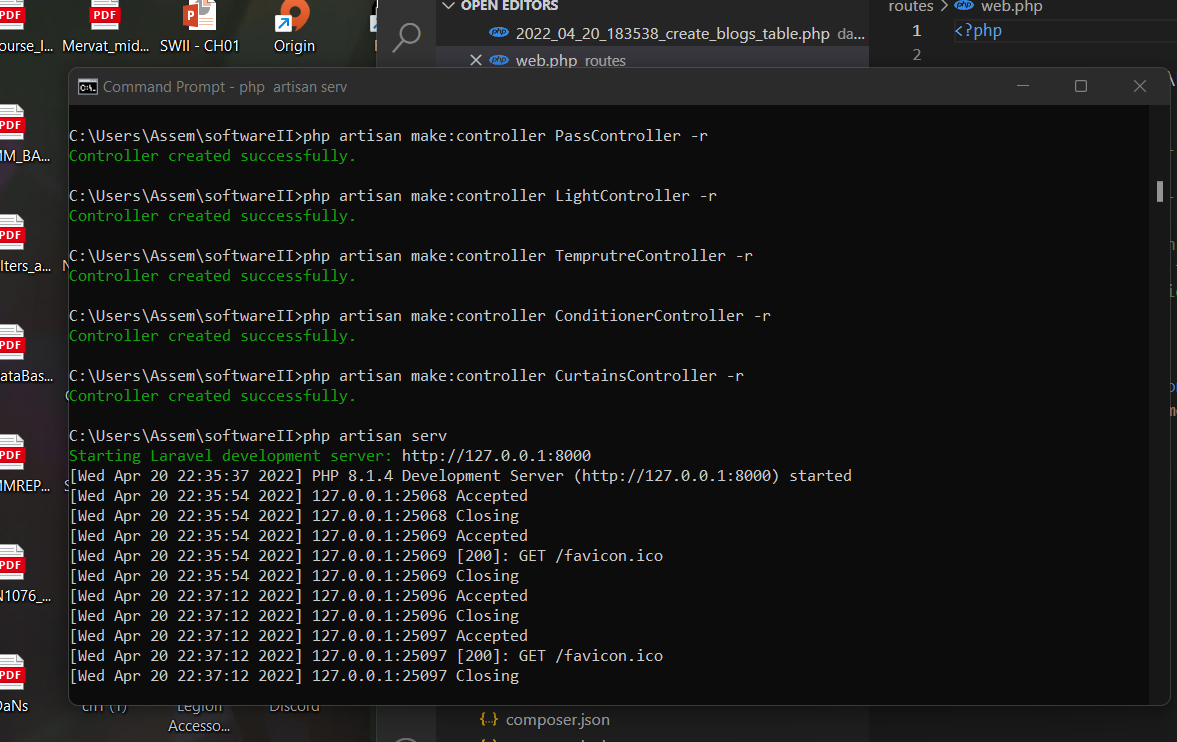 OPEN EDITORS
routes > web.php
PDF
PDF
ourse_I... Mervat_mid... SWII - CH01 Origin
2022_04_20_183538_create_blogs_table.php da...
web.php routes
1 <?php
2
Command Prompt - php  artisan serv
PDF
MM_BA...
PDF
lters_a...
PDF
ataBas...
PDF
MMREP...
PDF
N1076_...
PDF
DaNs
C:\Users\Assem\softwareII>php artisan make:controller PassController -r
Controller created successfully.
C:\Users\Assem\softwareII>php artisan make:controller LightController -r
Controller created successfully.
C:\Users\Assem\softwareII>php artisan make:controller TemprutreController -r
Controller created successfully.
C:\Users\Assem\softwareII>php artisan make:controller ConditionerController -r
Controller created successfully.
C:\Users\Assem\softwareII>php artisan make:controller CurtainsController -r
Controller created successfully.
C:\Users\Assem\softwareII>php artisan serv
Starting Laravel development server: http://127.0.0.1:8000
[Wed Apr 20 22:35:37 2022] PHP 8.1.4 Development Server (http://127.0.0.1:8000) started
[Wed Apr 20 22:35:54 2022] 127.0.0.1:25068 Accepted
[Wed Apr 20 22:35:54 2022] 127.0.0.1:25068 Closing
[Wed Apr 20 22:35:54 2022] 127.0.0.1:25069 Accepted
[Wed Apr 20 22:35:54 2022] 127.0.0.1:25069 [200]: GET /favicon.ico
[Wed Apr 20 22:35:54 2022] 127.0.0.1:25069 Closing
[Wed Apr 20 22:37:12 2022] 127.0.0.1:25096 Accepted
[Wed Apr 20 22:37:12 2022] 127.0.0.1:25096 Closing
[Wed Apr 20 22:37:12 2022] 127.0.0.1:25097 Accepted
[Wed Apr 20 22:37:12 2022] 127.0.0.1:25097 [200]: GET /favicon.ico
[Wed Apr 20 22:37:12 2022] 127.0.0.1:25097 Closing
ch1 (1) Legion Discord
Accesso...
{..} composer.json